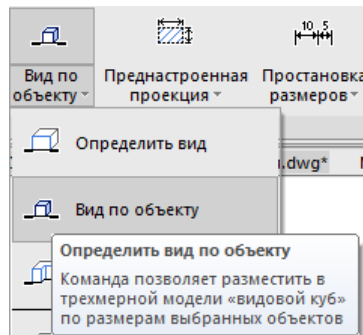 10 5
Вид по
объекту
Преднастроенная
проекция
Простановка
размеров
Определить вид
.dwg*
Вид по объекту
Определить вид по объекту
Команда позволяет разместить в
трехмерной модели «видовой куб»
по размерам выбранных объектов